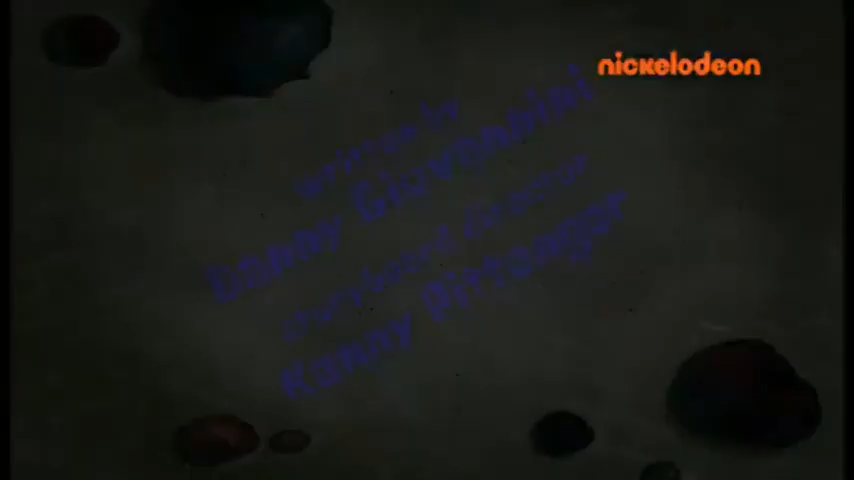 nickelodeon
written by
Danny Giovannini
storyboard director
Kenny Pittenger